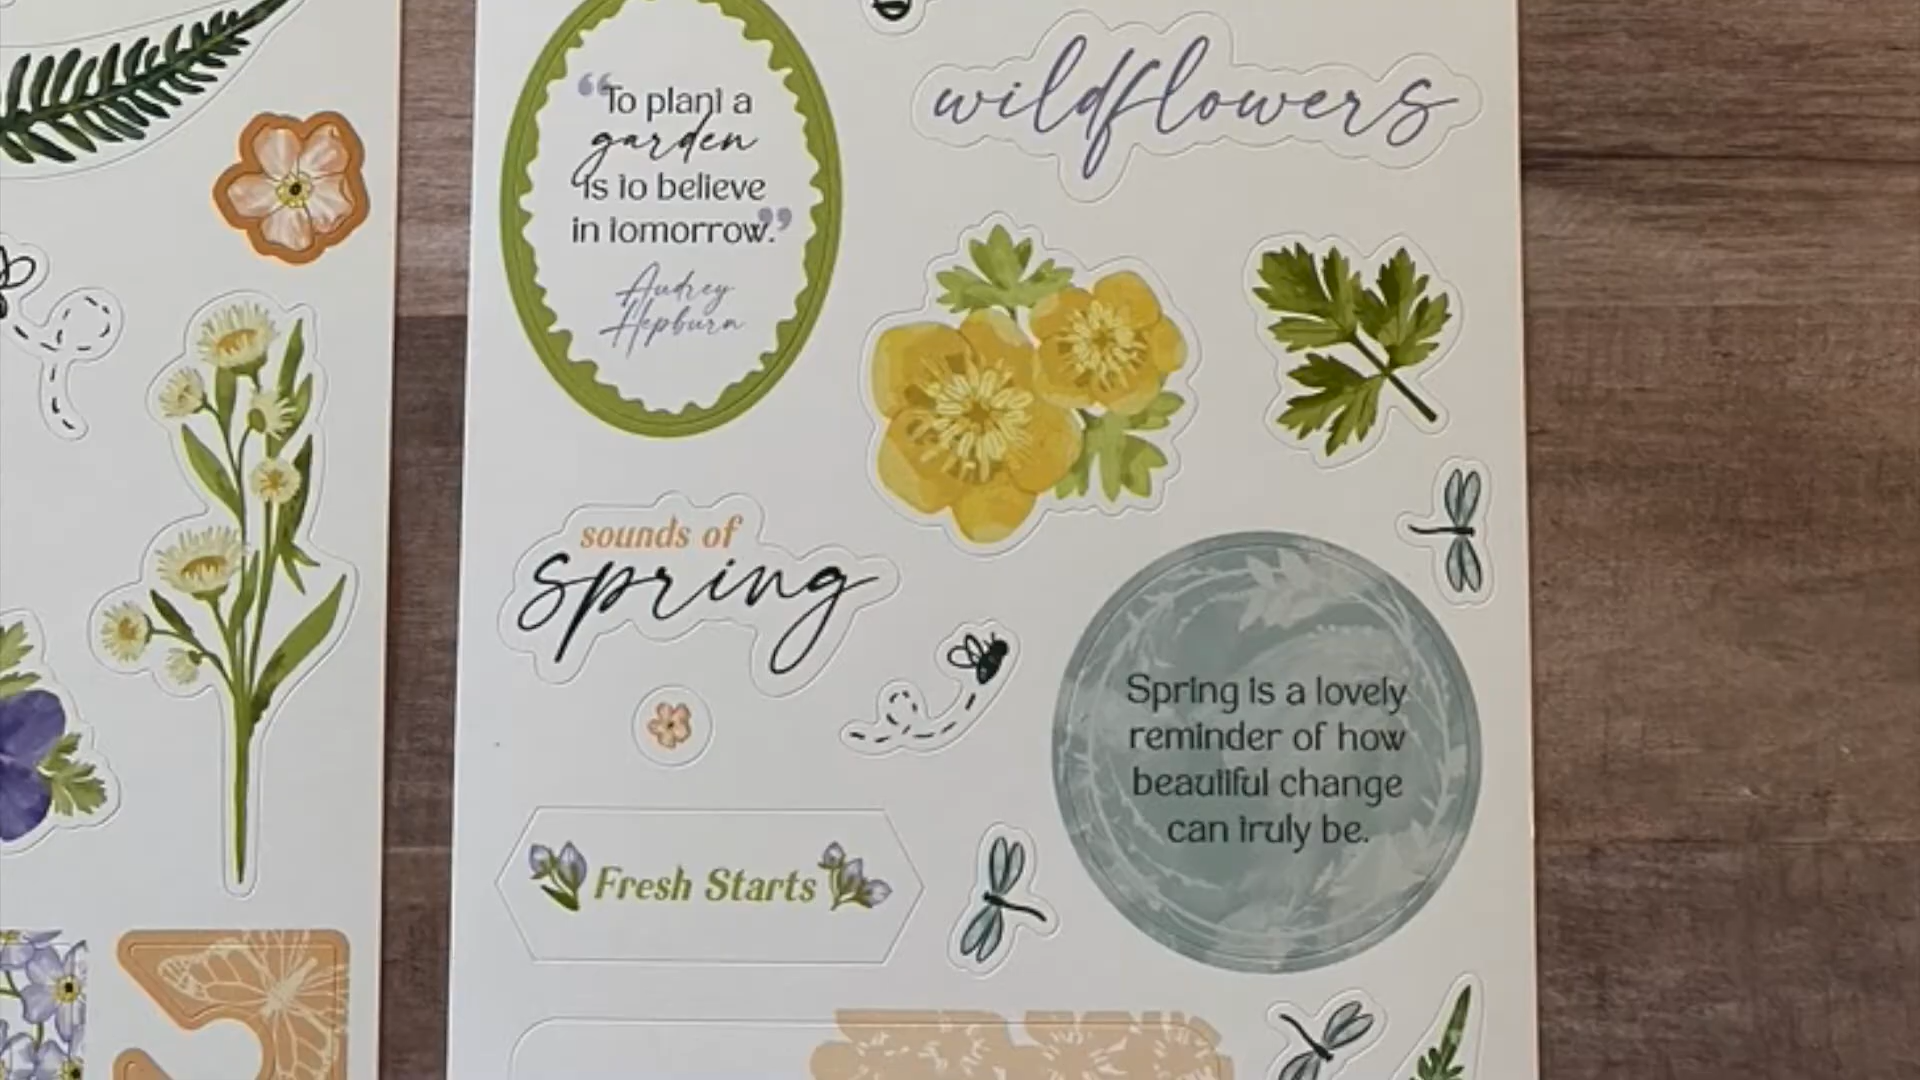 “To plant a
garden
is to believe
in tomorrow.”
Audrey
Hepburn
wildflowers
sounds of
spring
Spring is a lovely
reminder of how
beautiful change
can truly be.
Fresh Starts